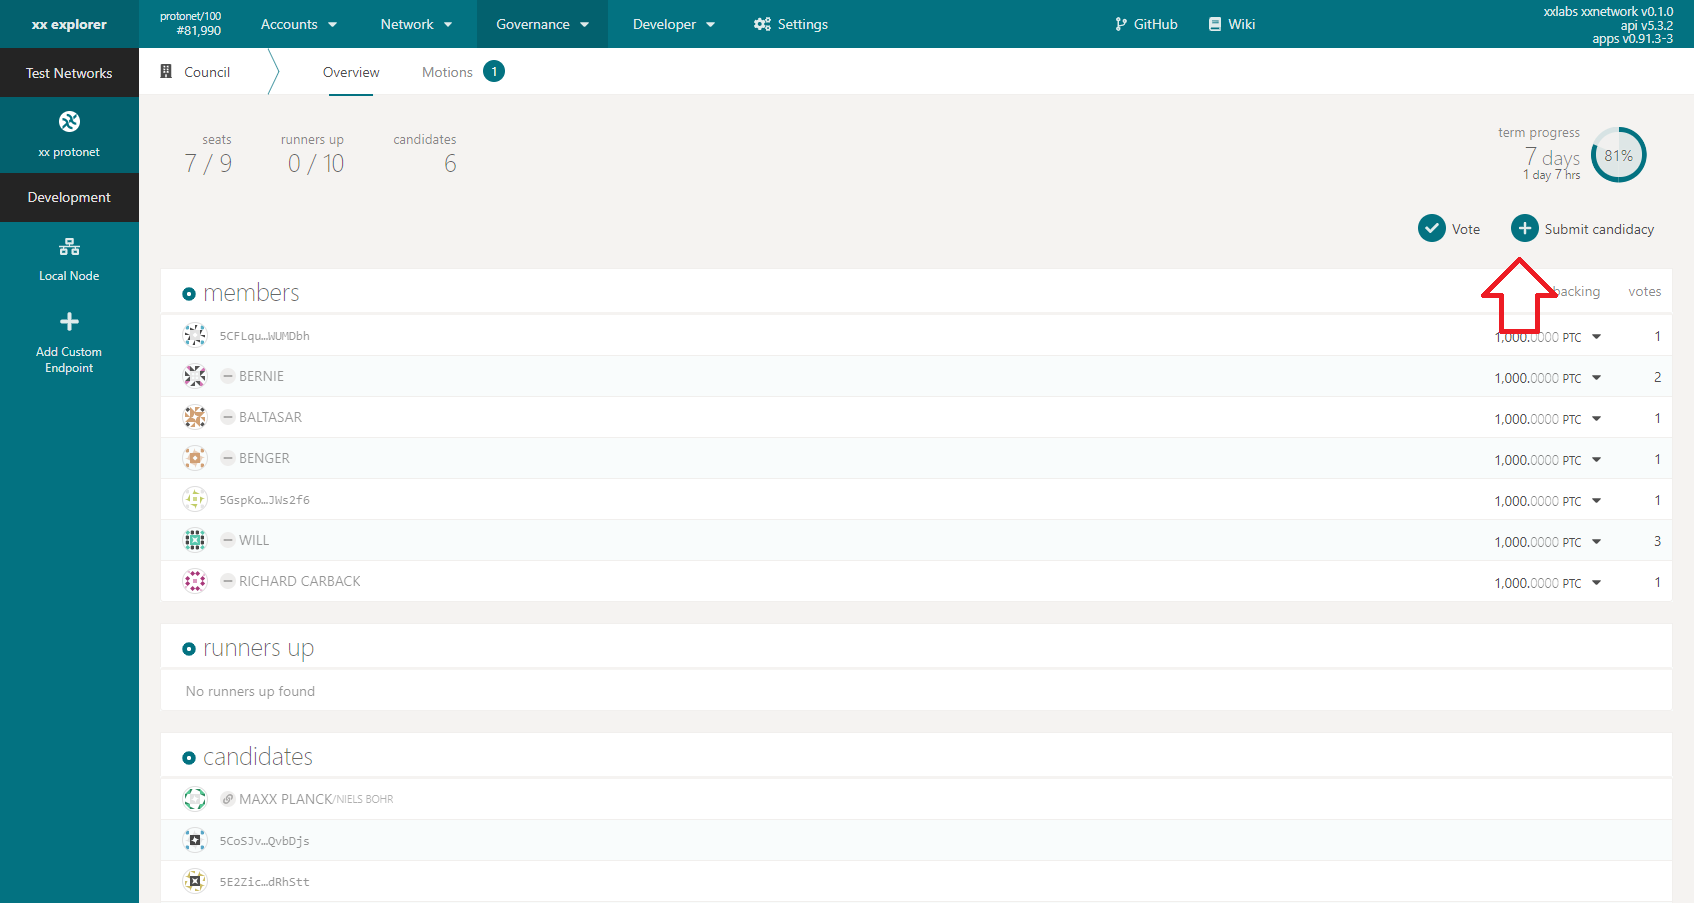 xx explorer
protonet/100
#81,990
Accounts
Network
Governance
Developer
Settings
GitHub
Wiki
xxlabs xxnetwork v0.1.0
api v5.3.2
apps v0.91.3-3
Test Networks
xx protonet
Development
Local Node
Add Custom
Endpoint
Council
Overview
Motions 1
seats
7 / 9
runners up
0 / 10
candidates
6
term progress
7 days
1 day 7 hrs
81%
Vote
Submit candidacy
members backing votes
5CFLqu…WUMDbh 1,000.0000 PTC 1
BERNIE 1,000.0000 PTC 2
BALTASAR 1,000.0000 PTC 1
BENGER 1,000.0000 PTC 1
5GspKo…JWs2f6 1,000.0000 PTC 1
WILL 1,000.0000 PTC 3
RICHARD CARBACK 1,000.0000 PTC 1
runners up
No runners up found
candidates
MAXX PLANCK/NIELS BOHR
5CoSJv…QvbDjs
5E2Zic…dRhStt